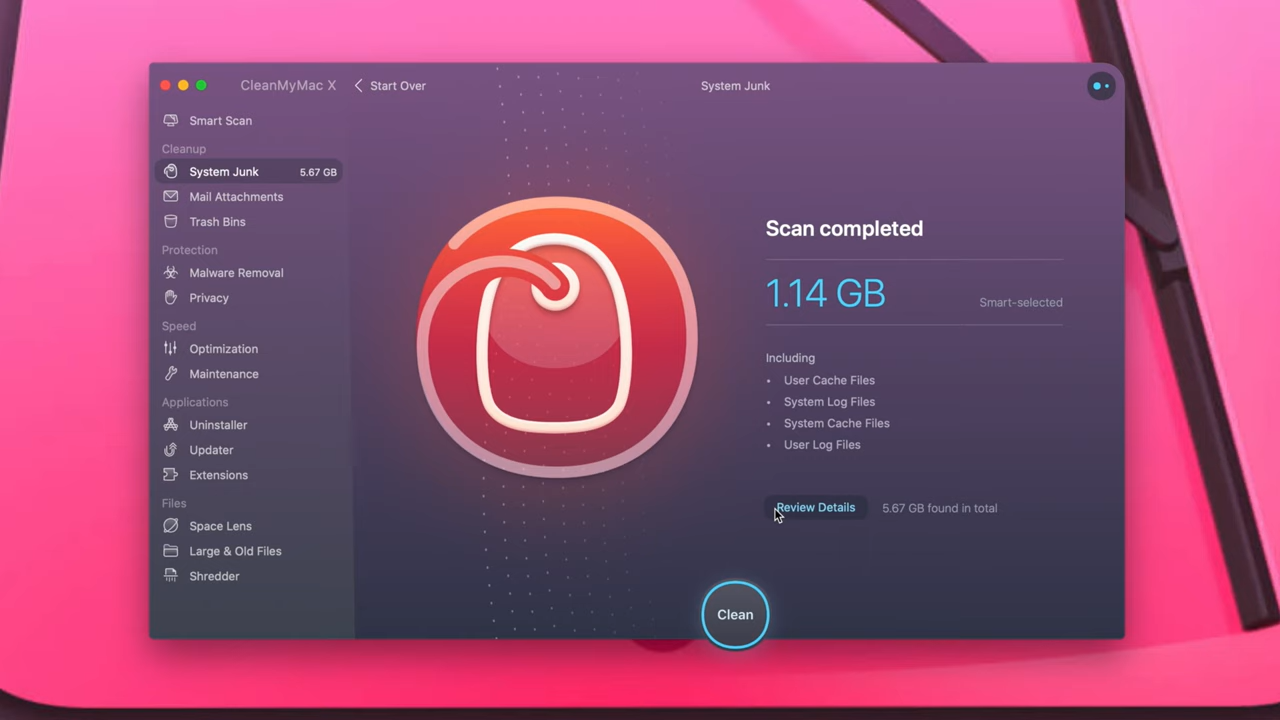 CleanMyMac X
Start Over
System Junk
Smart Scan
Cleanup
System Junk 5.67 GB
Mail Attachments
Trash Bins
Protection
Malware Removal
Privacy
Speed
Optimization
Maintenance
Applications
Uninstaller
Updater
Extensions
Files
Space Lens
Large & Old Files
Shredder
Scan completed
1.14 GB Smart-selected
Including
• User Cache Files
• System Log Files
• System Cache Files
• User Log Files
Review Details 5.67 GB found in total
Clean